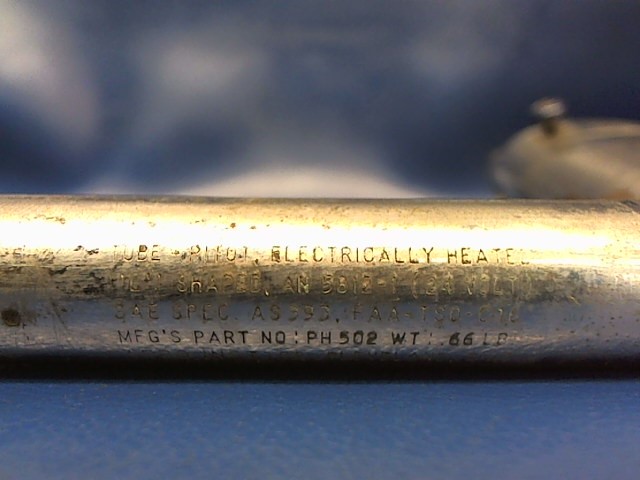 TUBE - PITOT, ELECTRICALLY HEATED
"L" SHAPED, AN 5812-1 (24 VOLT)
SAE SPEC. AS393, FAA-TSO-C16
MFG'S PART NO: PH502 WT: .66 LB